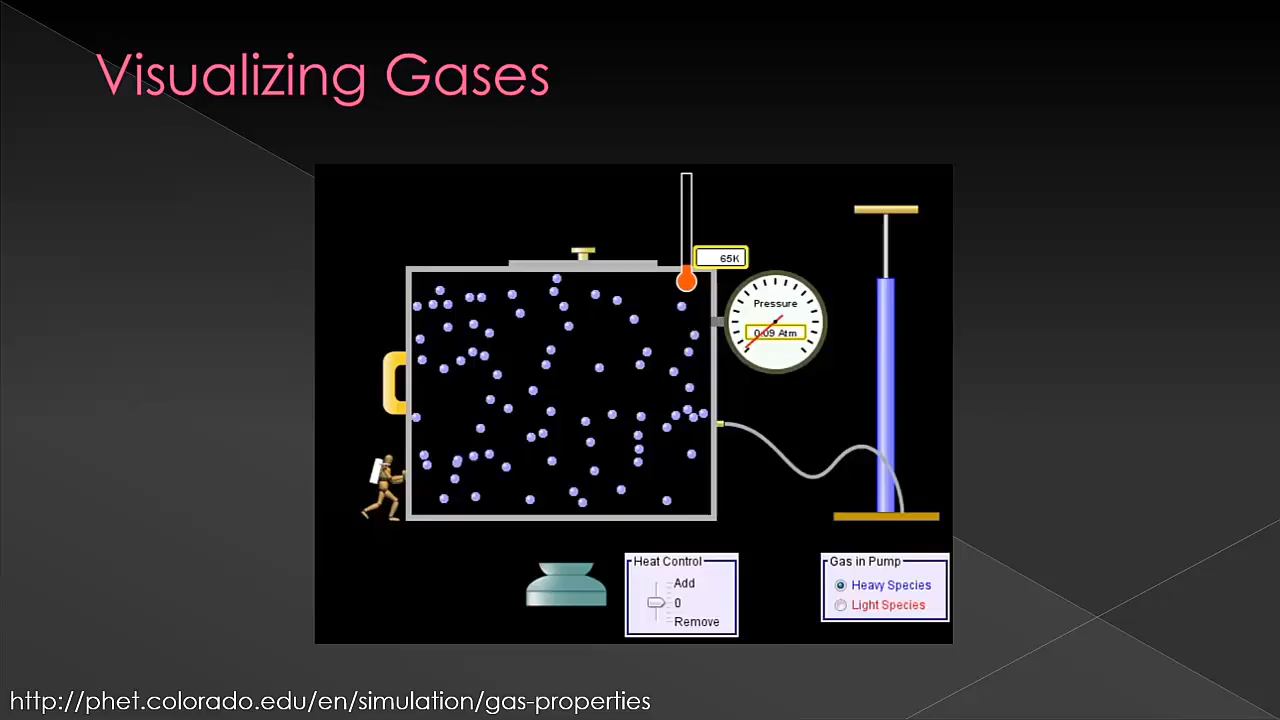 Visualizing Gases
65K
Pressure
0.09 Atm
Heat Control
Add
0
Remove
Gas in Pump
Heavy Species
Light Species
http://phet.colorado.edu/en/simulation/gas-properties